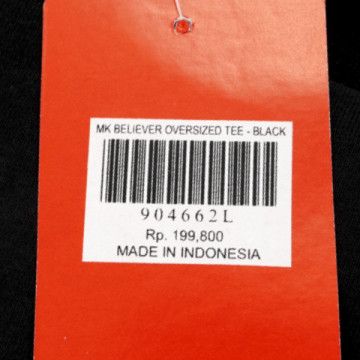 MK BELIEVER OVERSIZED TEE - BLACK
904662L
Rp. 199,800
MADE IN INDONESIA